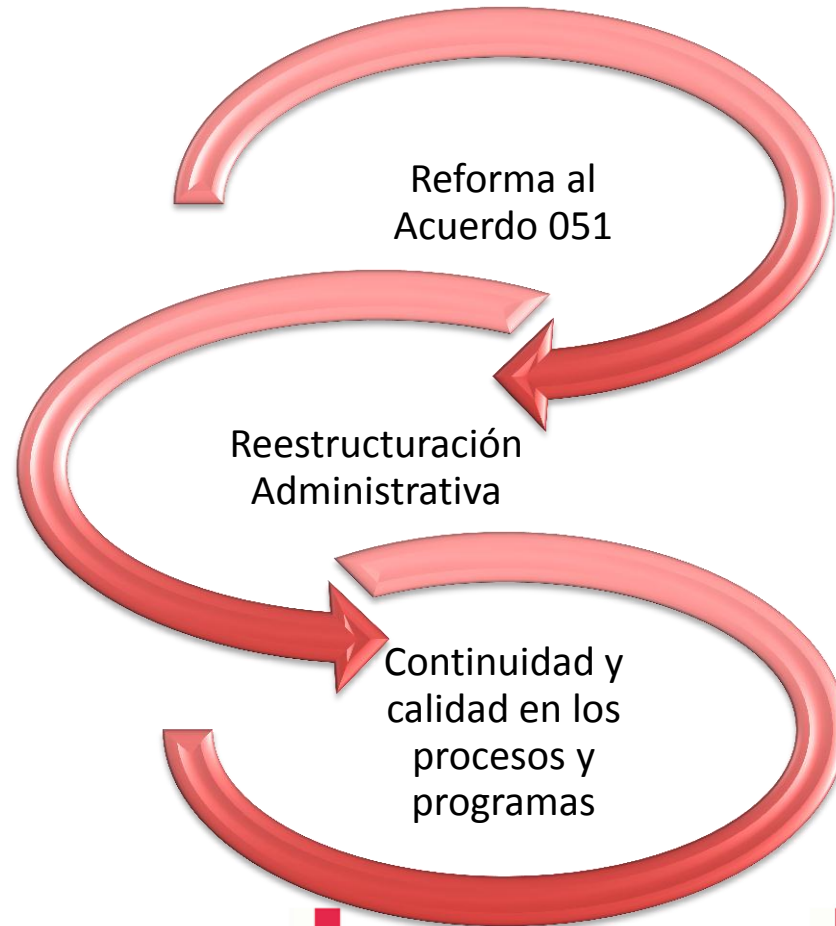 Reforma al
Acuerdo 051
Reestructuración
Administrativa
Continuidad y
calidad en los
procesos y
programas